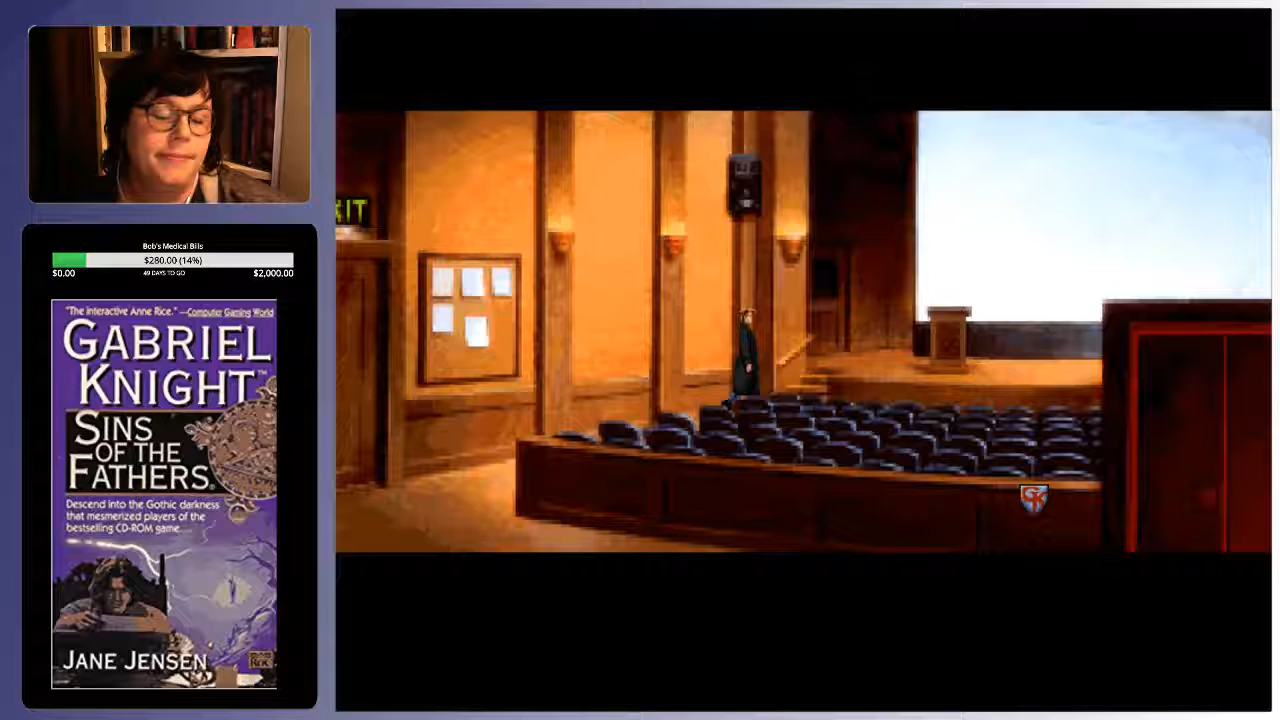 Bob's Medical Bills
$280.00 (14%)
$0.00
49 DAYS TO GO
$2,000.00
"The interactive Anne Rice." —Computer Gaming World
GABRIEL
KNIGHT™
SINS
OF THE
FATHERS®
Descend into the Gothic darkness
that mesmerized players of the
bestselling CD-ROM game....
JANE JENSEN
ROC
XIT
GK